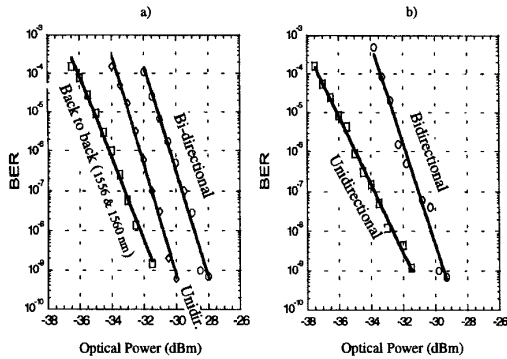 a)
b)
10-3
10-4
10-5
10-6
10-7
10-8
10-9
10-10
BER
Back to back (1556 & 1560 nm)
Bi-directional
Unidir.
-38 -36 -34 -32 -30 -28 -26
Optical Power (dBm)
10-3
10-4
10-5
10-6
10-7
10-8
10-9
10-10
BER
Unidirectional
Bidirectional
-38 -36 -34 -32 -30 -28 -26
Optical Power (dBm)